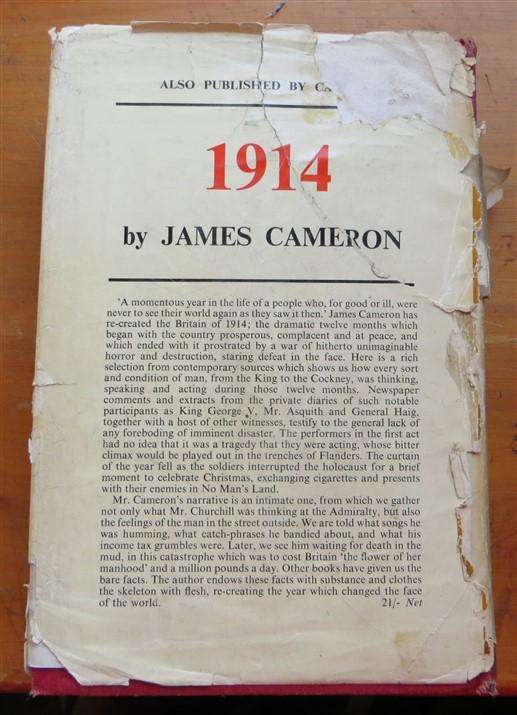 ALSO PUBLISHED BY
1914
by JAMES CAMERON
'A momentous year in the life of a people who, for good or ill, were
never to see their world again as they saw it then.' James Cameron has
re-created the Britain of 1914; the dramatic twelve months which
began with the country prosperous, complacent and at peace, and
which ended with it prostrated by a war of hitherto unimaginable
horror and destruction, staring defeat in the face. Here is a rich
selection from contemporary sources which shows us how every sort
and condition of man, from the King to the Cockney, was thinking,
speaking and acting during those twelve months. Newspaper
comments and extracts from the private diaries of such notable
participants as King George V, Mr. Asquith and General Haig,
together with a host of other witnesses, testify to the general lack of
any foreboding of imminent disaster. The performers in the first act
had no idea that it was a tragedy that they were acting, whose bitter
climax would be played out in the trenches of Flanders. The curtain
of the year fell as the soldiers interrupted the holocaust for a brief
moment to celebrate Christmas, exchanging cigarettes and presents
with their enemies in No Man's Land.
Mr. Cameron's narrative is an intimate one, from which we gather
not only what Mr. Churchill was thinking at the Admiralty, but also
the feelings of the man in the street outside. We are told what songs he
was humming, what catch-phrases he bandied about, and what his
income tax grumbles were. Later, we see him waiting for death in the
mud, in this catastrophe which was to cost Britain 'the flower of her
manhood' and a million pounds a day. Other books have given us the
bare facts. The author endows these facts with substance and clothes
the skeleton with flesh, re-creating the year which changed the face
of the world. 21/- Net